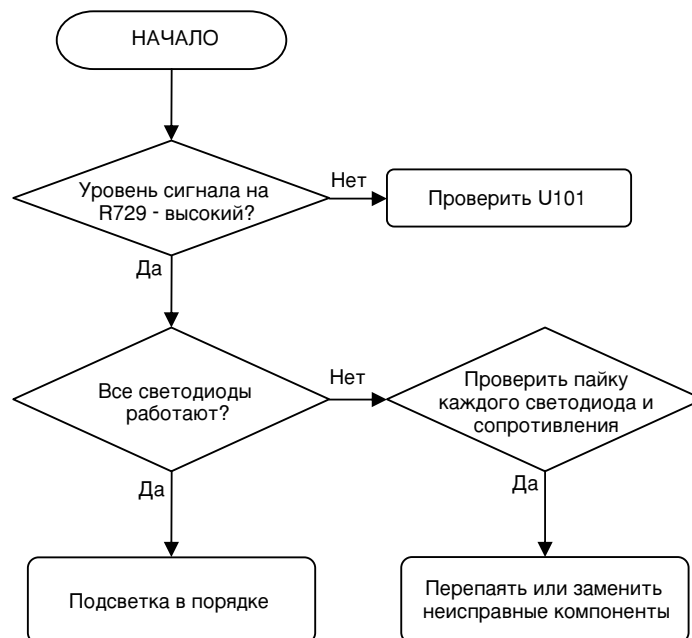 НАЧАЛО
Уровень сигнала на
R729 - высокий?
Нет
Проверить U101
Да
Все светодиоды
работают?
Нет
Проверить пайку
каждого светодиода и
сопротивления
Да
Да
Подсветка в порядке
Перепаять или заменить
неисправные компоненты